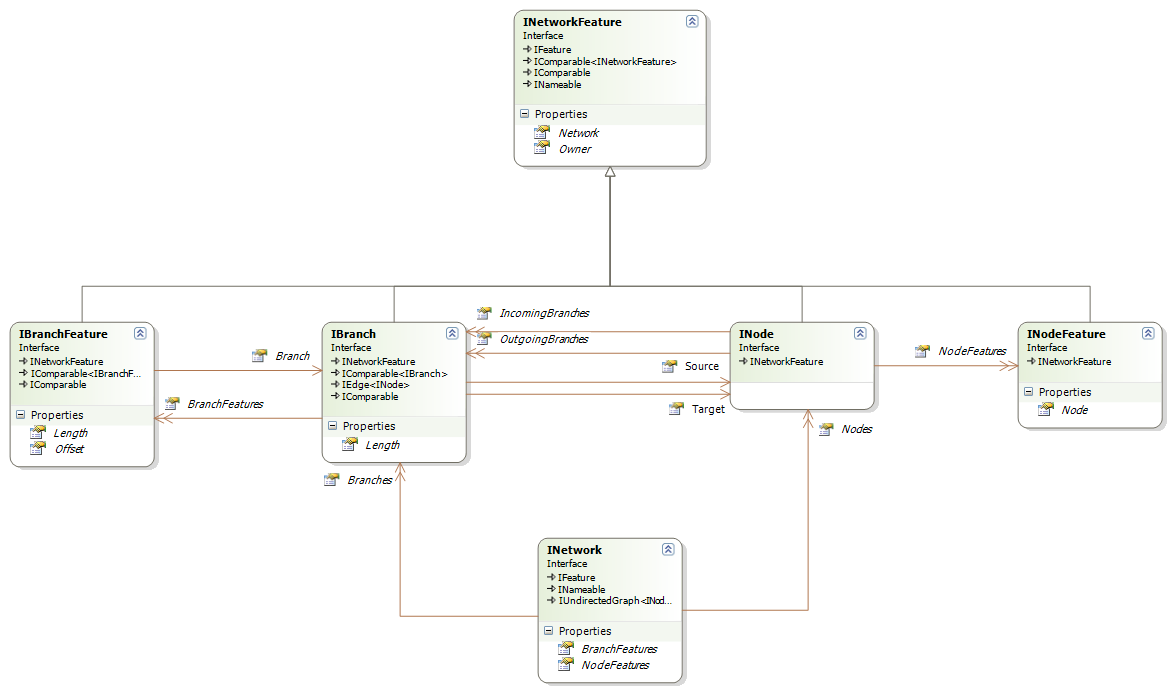 INetworkFeature
Interface
IFeature
IComparable<INetworkFeature>
IComparable
INameable
Properties
Network
Owner
IBranchFeature
Interface
INetworkFeature
IComparable<IBranchF...
IComparable
Properties
Length
Offset
Branch
BranchFeatures
IBranch
Interface
INetworkFeature
IComparable<IBranch>
IEdge<INode>
IComparable
Properties
Length
IncomingBranches
OutgoingBranches
Source
Target
INode
Interface
INetworkFeature
NodeFeatures
INodeFeature
Interface
INetworkFeature
Properties
Node
Branches
Nodes
INetwork
Interface
IFeature
INameable
IUndirectedGraph<INod...
Properties
BranchFeatures
NodeFeatures